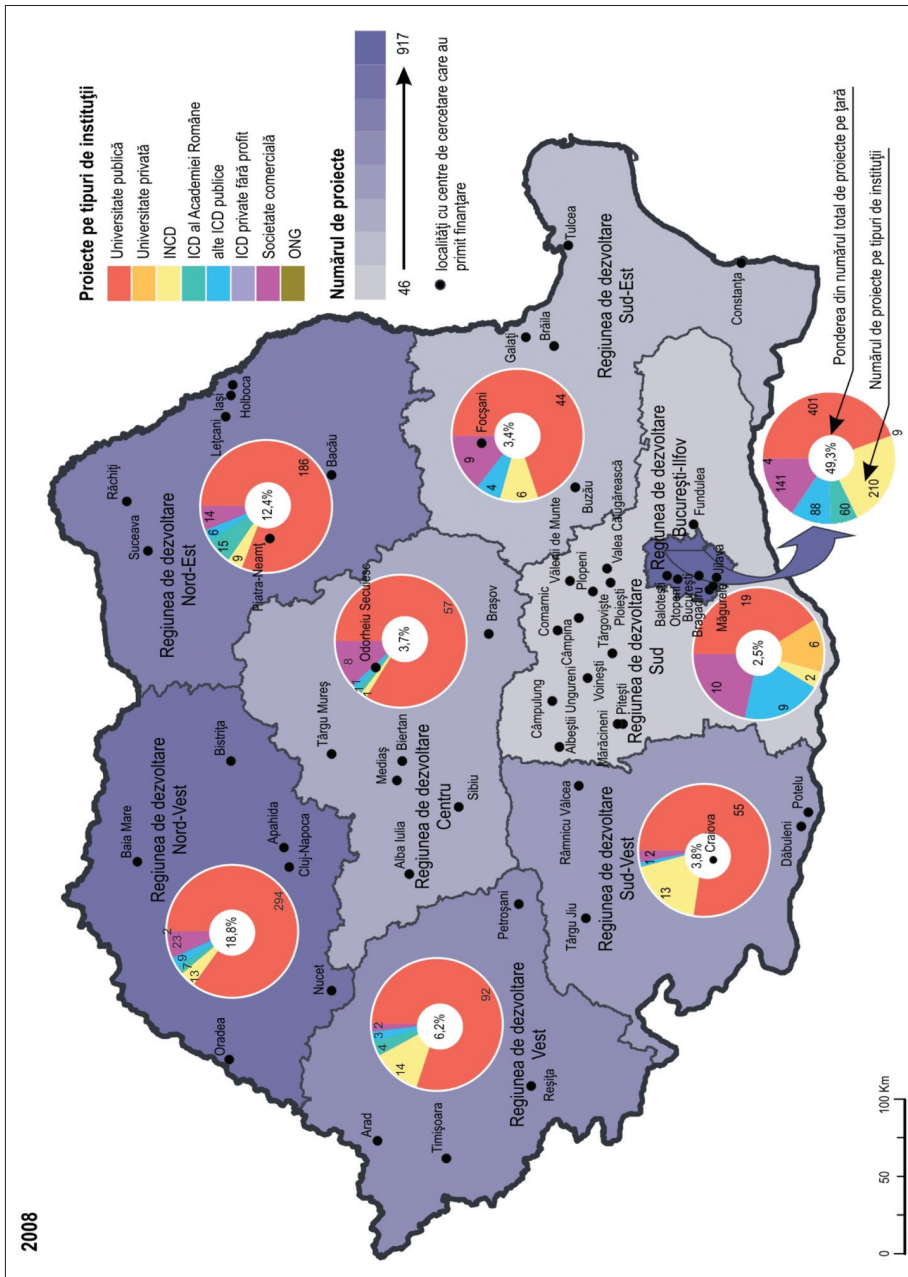 2008
Proiecte pe tipuri de instituţii
Universitate publică
Universitate privată
INCD
ICD al Academiei Române
alte ICD publice
ICD private fără profit
Societate comercială
ONG
Numărul de proiecte
46
917
localităţi cu centre de cercetare care au
primit finanţare
Regiunea de dezvoltare
Nord-Vest
Oradea
Baia Mare
Bistriţa
Apahida
Cluj-Napoca
Nucet
18,8%
294
13
7
9
23
2
Regiunea de dezvoltare
Nord-Est
Suceava
Răchiţi
Leţcani
Iaşi
Holboca
Bacău
Piatra-Neamţ
12,4%
186
9
15
6
14
Regiunea de dezvoltare
Vest
Arad
Timişoara
Reşiţa
Petroşani
6,2%
92
14
4
3
2
Regiunea de dezvoltare
Centru
Târgu Mureş
Mediaş
Biertan
Alba Iulia
Sibiu
Braşov
Odorheiu Secuiesc
3,7%
57
1
1
1
8
Regiunea de dezvoltare
Sud-Est
Focşani
Galaţi
Brăila
Tulcea
Buzău
Constanţa
3,4%
44
6
4
9
Regiunea de dezvoltare
Sud-Vest
Râmnicu Vâlcea
Târgu Jiu
Craiova
Dăbuleni
Potelu
3,8%
55
13
1
2
Regiunea de dezvoltare
Sud
Câmpulung
Albeştii Ungureni
Mărăcineni
Piteşti
Voineşti
Târgovişte
Câmpina
Comarnic
Vălenii de Munte
Plopeni
Ploieşti
Valea Călugărească
Fundulea
2,5%
19
6
2
9
10
Regiunea de dezvoltare
Bucureşti-Ilfov
Baloteşti
Otopeni
Bucureşti
Bragadiru
Măgurele
Jilava
49,3%
401
9
210
60
88
141
4
Ponderea din numărul total de proiecte pe ţară
Numărul de proiecte pe tipuri de instituţii
0
50
100 Km